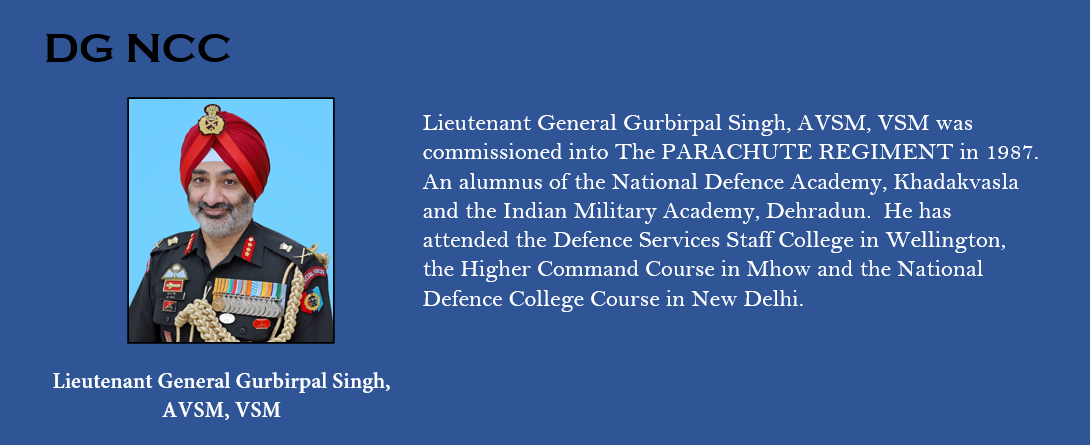 DG NCC
Lieutenant General Gurbirpal Singh, AVSM, VSM was
commissioned into The PARACHUTE REGIMENT in 1987.
An alumnus of the National Defence Academy, Khadakvasla
and the Indian Military Academy, Dehradun.  He has
attended the Defence Services Staff College in Wellington,
the Higher Command Course in Mhow and the National
Defence College Course in New Delhi.
Lieutenant General Gurbirpal Singh,
AVSM, VSM